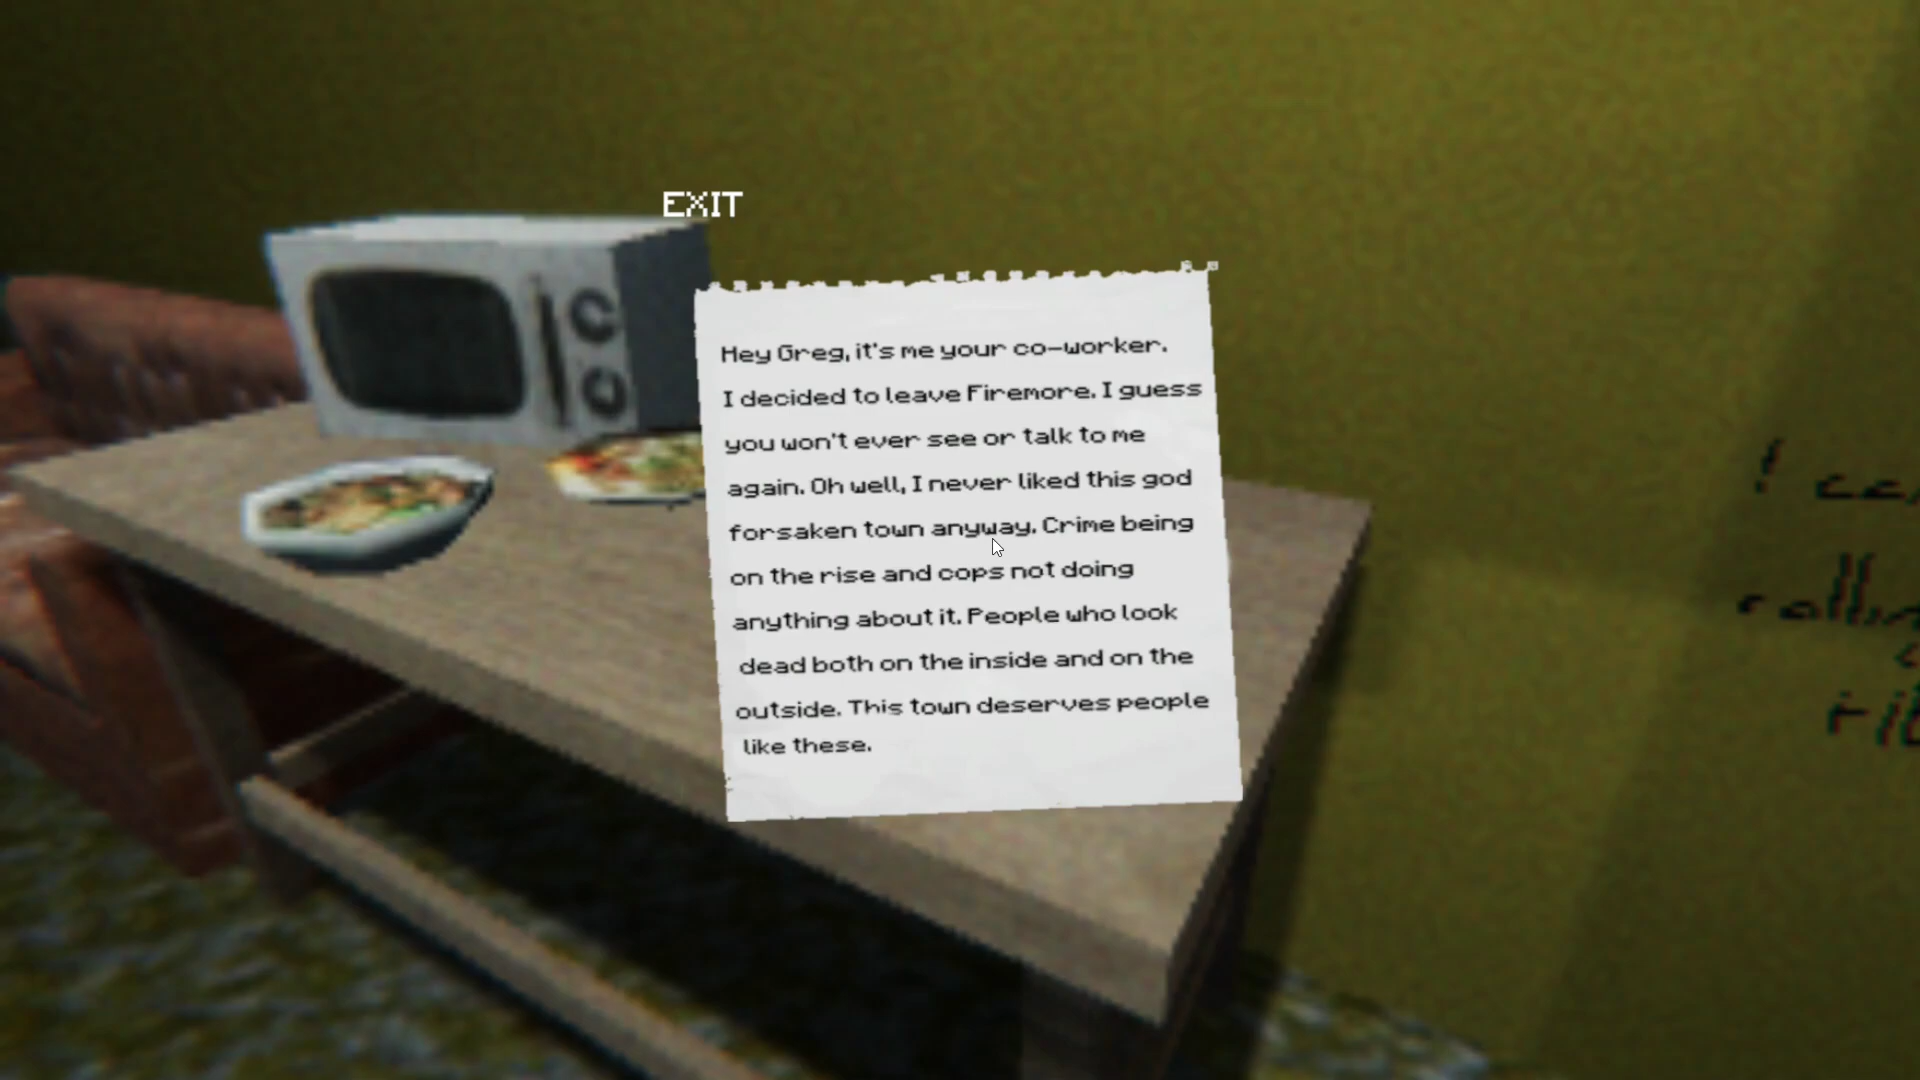 EXIT
Hey Greg, it's me your co-worker.
I decided to leave Firemore. I guess
you won't ever see or talk to me
again. Oh well, I never liked this god
forsaken town anyway. Crime being
on the rise and cops not doing
anything about it. People who look
dead both on the inside and on the
outside. This town deserves people
like these.